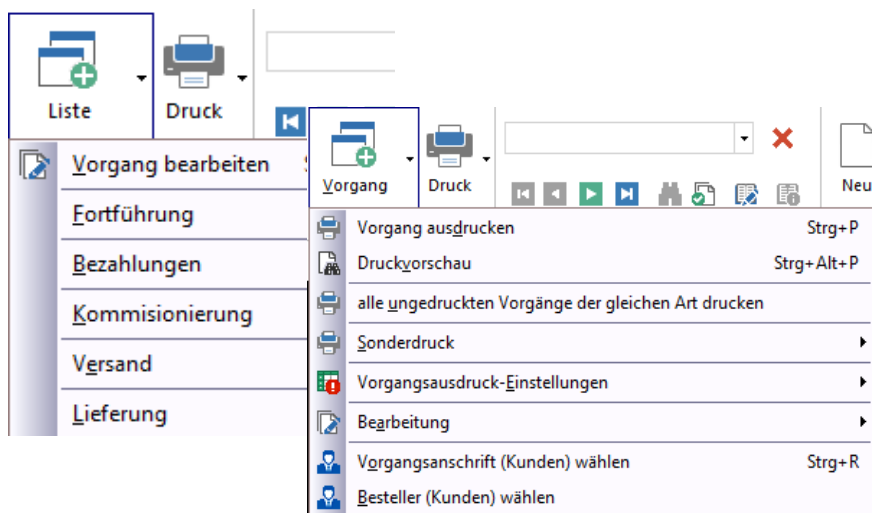 Liste
Druck
Vorgang bearbeiten
Fortführung
Bezahlungen
Kommisionierung
Versand
Lieferung
Vorgang
Druck
Neu
Vorgang ausdrucken Strg+P
Druckvorschau Strg+Alt+P
alle ungedruckten Vorgänge der gleichen Art drucken
Sonderdruck
Vorgangsausdruck-Einstellungen
Bearbeitung
Vorgangsanschrift (Kunden) wählen Strg+R
Besteller (Kunden) wählen